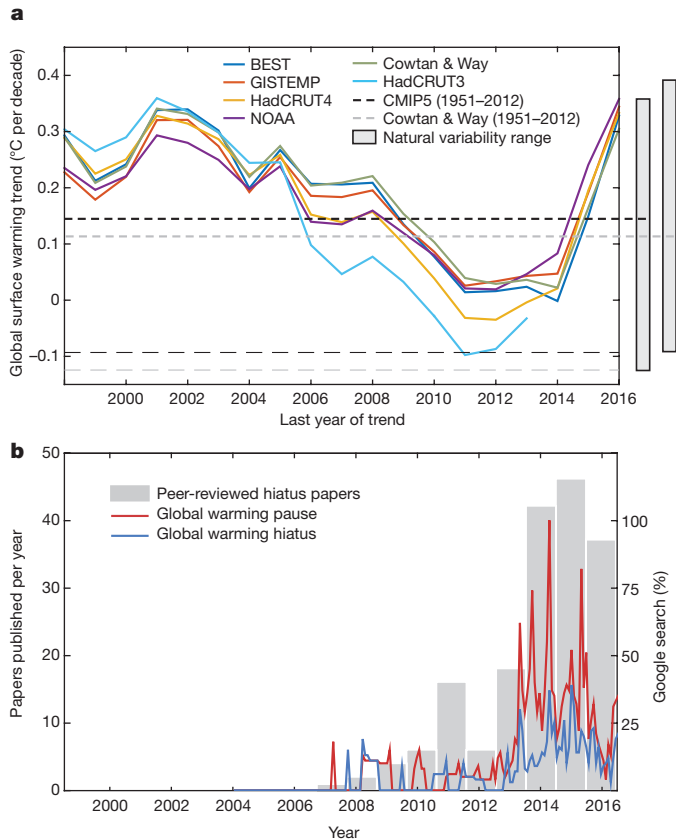 a
Global surface warming trend (°C per decade)
0.4
0.3
0.2
0.1
0
–0.1
BEST
GISTEMP
HadCRUT4
NOAA
Cowtan & Way
HadCRUT3
CMIP5 (1951–2012)
Cowtan & Way (1951–2012)
Natural variability range
2000 2002 2004 2006 2008 2010 2012 2014 2016
Last year of trend
b
Papers published per year
50
40
30
20
10
0
Peer-reviewed hiatus papers
Global warming pause
Global warming hiatus
100
75
50
25
Google search (%)
2000 2002 2004 2006 2008 2010 2012 2014 2016
Year